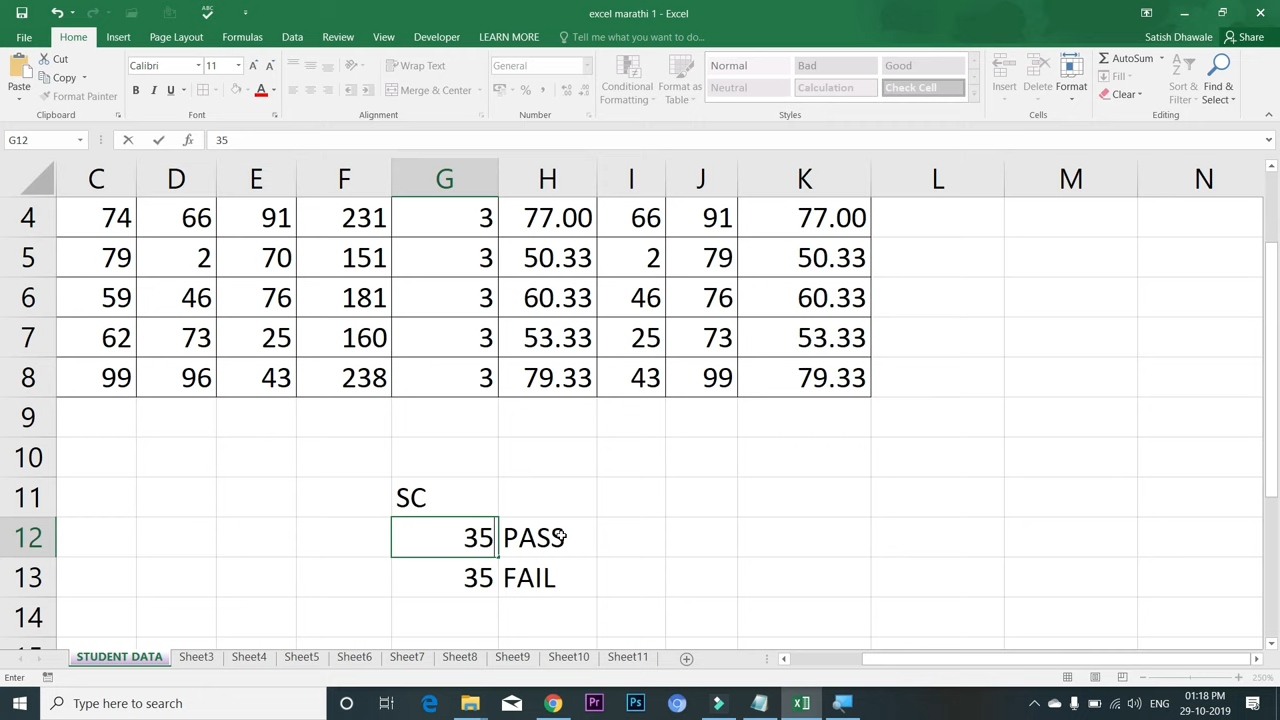 excel marathi 1 - Excel
File Home Insert Page Layout Formulas Data Review View Developer LEARN MORE Tell me what you want to do... Satish Dhawale Share
Cut
Copy
Format Painter
Paste
Clipboard
Calibri 11
B I U
Font
Wrap Text
Merge & Center
Alignment
General
Number
Conditional Formatting
Format as Table
Normal Bad Good
Neutral Calculation Check Cell
Styles
Insert Delete Format
Cells
AutoSum
Fill
Clear
Sort & Filter
Find & Select
Editing
G12 fx 35
C D E F G H I J K L M N
4 74 66 91 231 3 77.00 66 91 77.00
5 79 2 70 151 3 50.33 2 79 50.33
6 59 46 76 181 3 60.33 46 76 60.33
7 62 73 25 160 3 53.33 25 73 53.33
8 99 96 43 238 3 79.33 43 99 79.33
9
10
11 SC
12 35 PASS
13 35 FAIL
14
STUDENT DATA Sheet3 Sheet4 Sheet5 Sheet6 Sheet7 Sheet8 Sheet9 Sheet10 Sheet11
Enter 250%
Type here to search
01:18 PM
29-10-2019